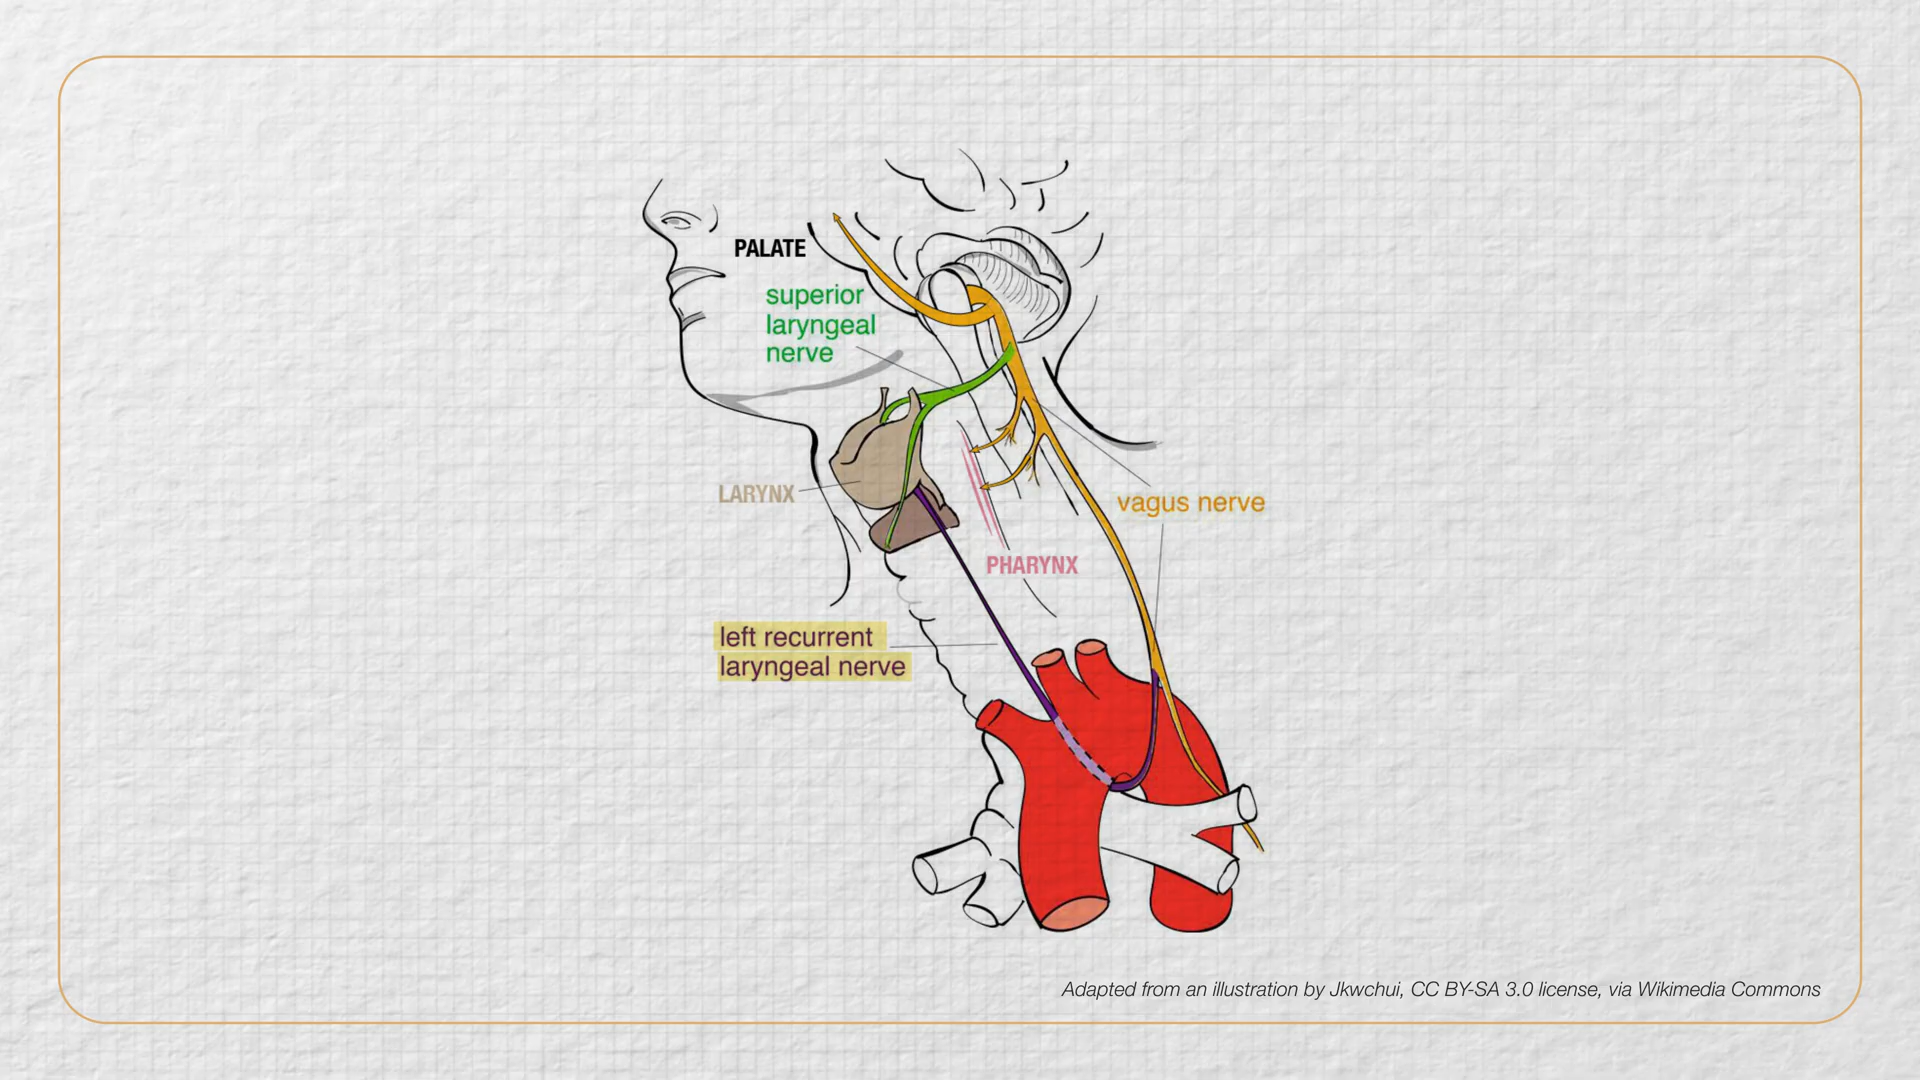 PALATE
superior
laryngeal
nerve
LARYNX
vagus nerve
PHARYNX
left recurrent
laryngeal nerve
Adapted from an illustration by Jkwchui, CC BY-SA 3.0 license, via Wikimedia Commons